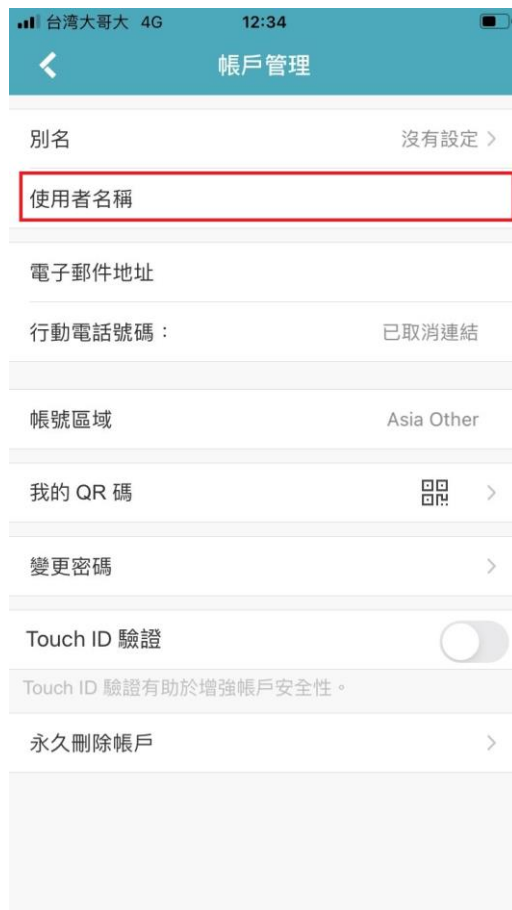 台湾大哥大 4G 12:34
帳戶管理
別名 沒有設定
使用者名稱
電子郵件地址
行動電話號碼： 已取消連結
帳號區域 Asia Other
我的 QR 碼
變更密碼
Touch ID 驗證
Touch ID 驗證有助於增強帳戶安全性。
永久刪除帳戶